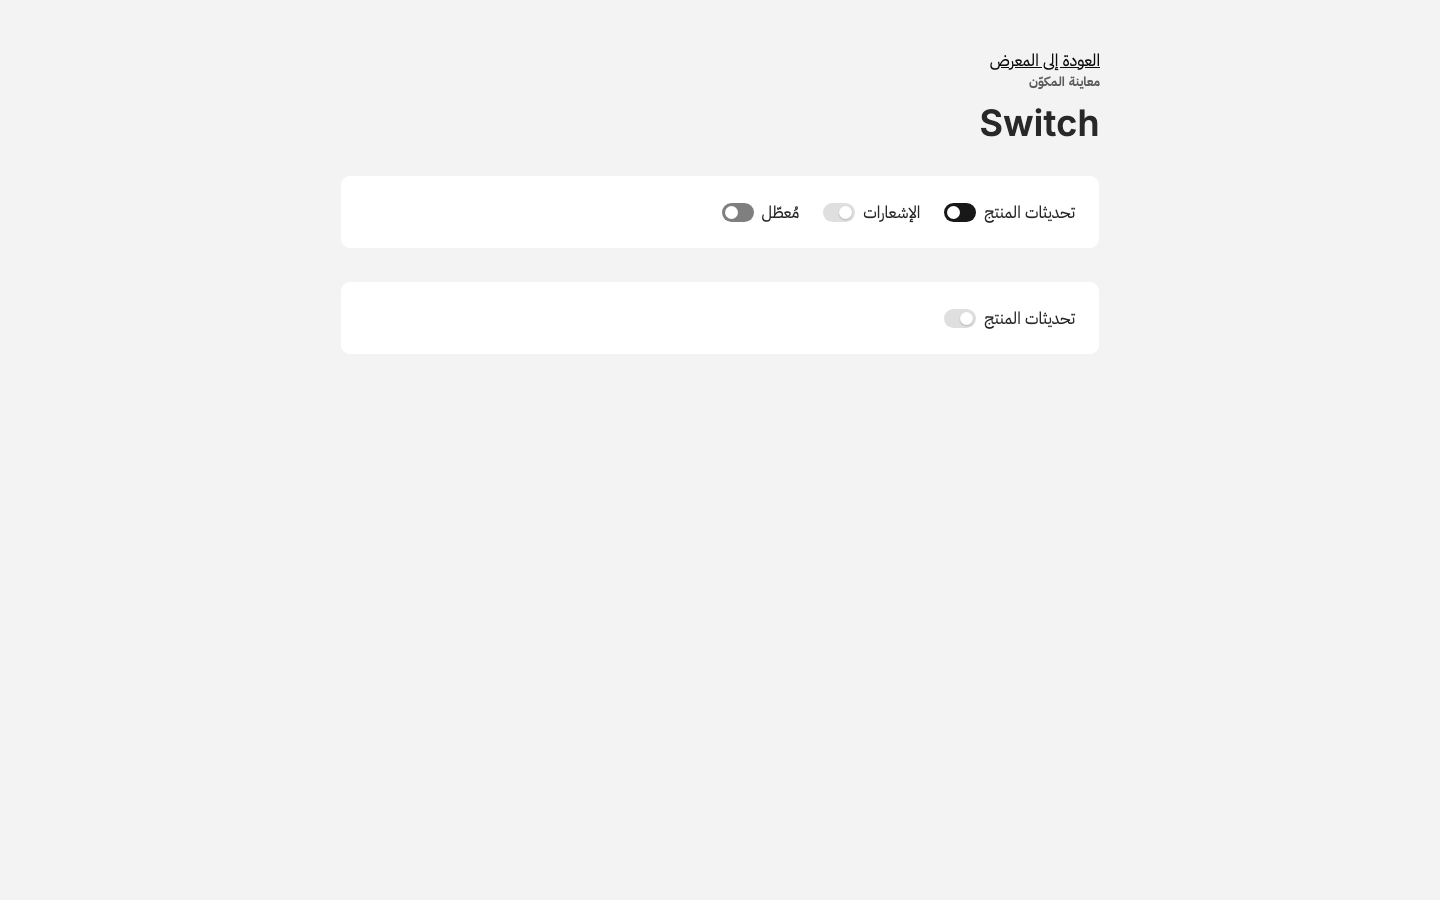 العودة إلى المعرض
معاينة المكوّن
Switch
تحديثات المنتج الإشعارات مُعطّل
تحديثات المنتج